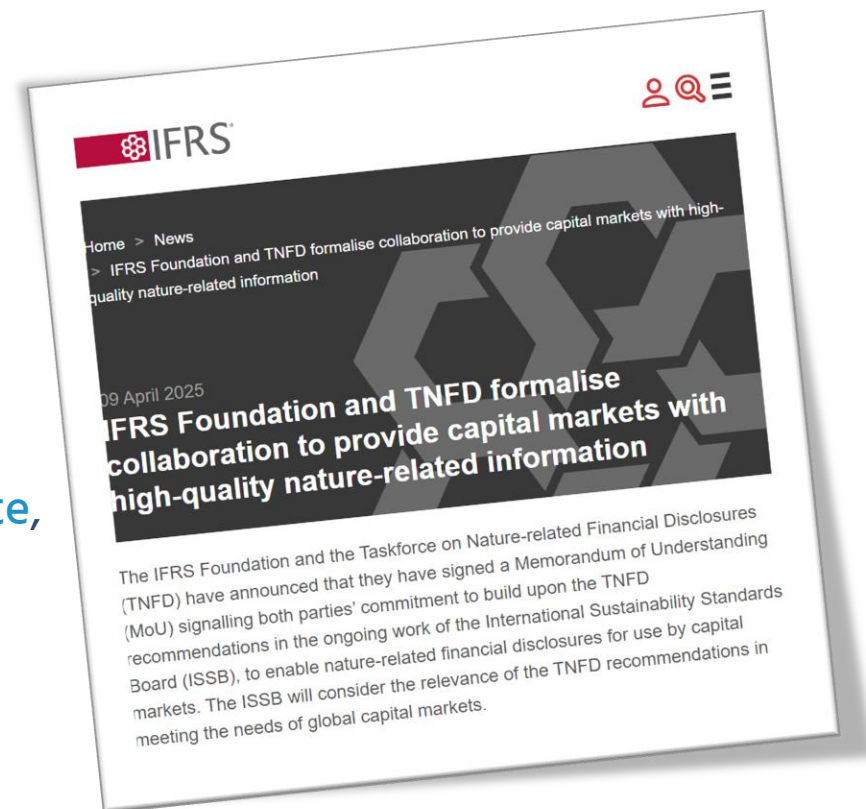 IFRS
Home > News
> IFRS Foundation and TNFD formalise collaboration to provide capital markets with high-
quality nature-related information
09 April 2025
IFRS Foundation and TNFD formalise
collaboration to provide capital markets with
high-quality nature-related information
The IFRS Foundation and the Taskforce on Nature-related Financial Disclosures
(TNFD) have announced that they have signed a Memorandum of Understanding
(MoU) signalling both parties' commitment to build upon the TNFD
recommendations in the ongoing work of the International Sustainability Standards
Board (ISSB), to enable nature-related financial disclosures for use by capital
markets. The ISSB will consider the relevance of the TNFD recommendations in
meeting the needs of global capital markets.